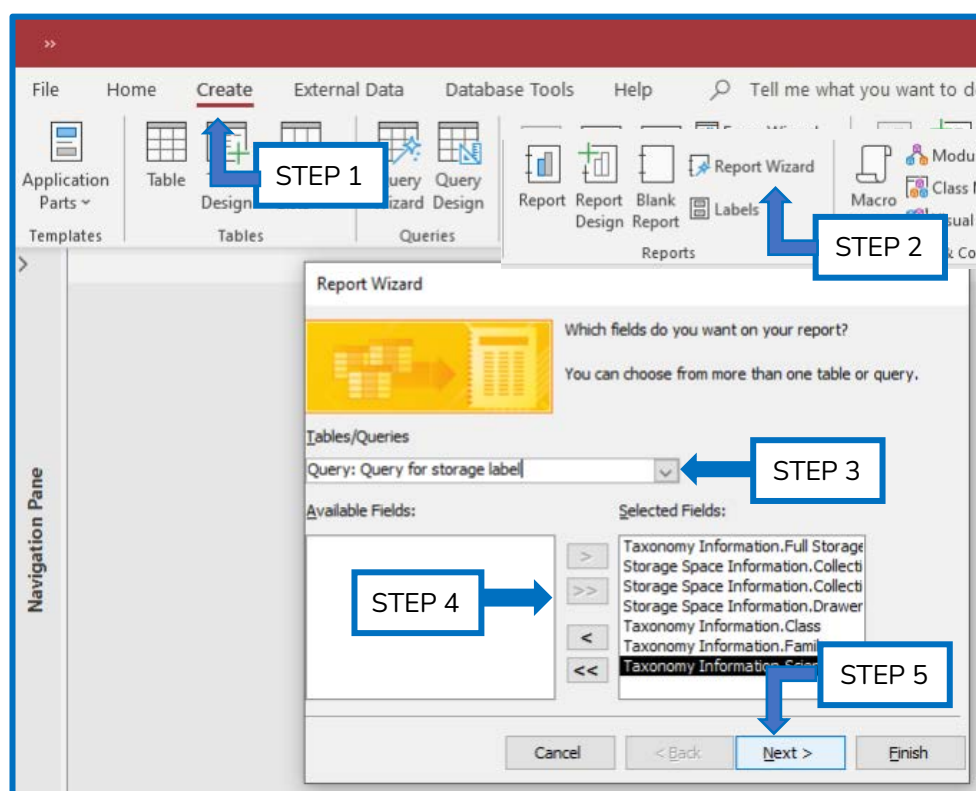 »
File Home Create External Data Database Tools Help Tell me what you want to d
Application Parts
Templates
Table
Design
Tables
STEP 1
Query Design
Queries
Report
Report Design
Blank Report
Report Wizard
Labels
Reports
STEP 2
Macro
Modu
Class
& Co
Navigation Pane
Report Wizard
Which fields do you want on your report?
You can choose from more than one table or query.
Tables/Queries
Query: Query for storage label
STEP 3
Available Fields:
Selected Fields:
>
>>
<
<<
STEP 4
Taxonomy Information.Full Storage
Storage Space Information.Collecti
Storage Space Information.Collecti
Storage Space Information.Drawer
Taxonomy Information.Class
Taxonomy Information.Famil
Taxonomy Information.Scien
STEP 5
Cancel < Back Next > Finish